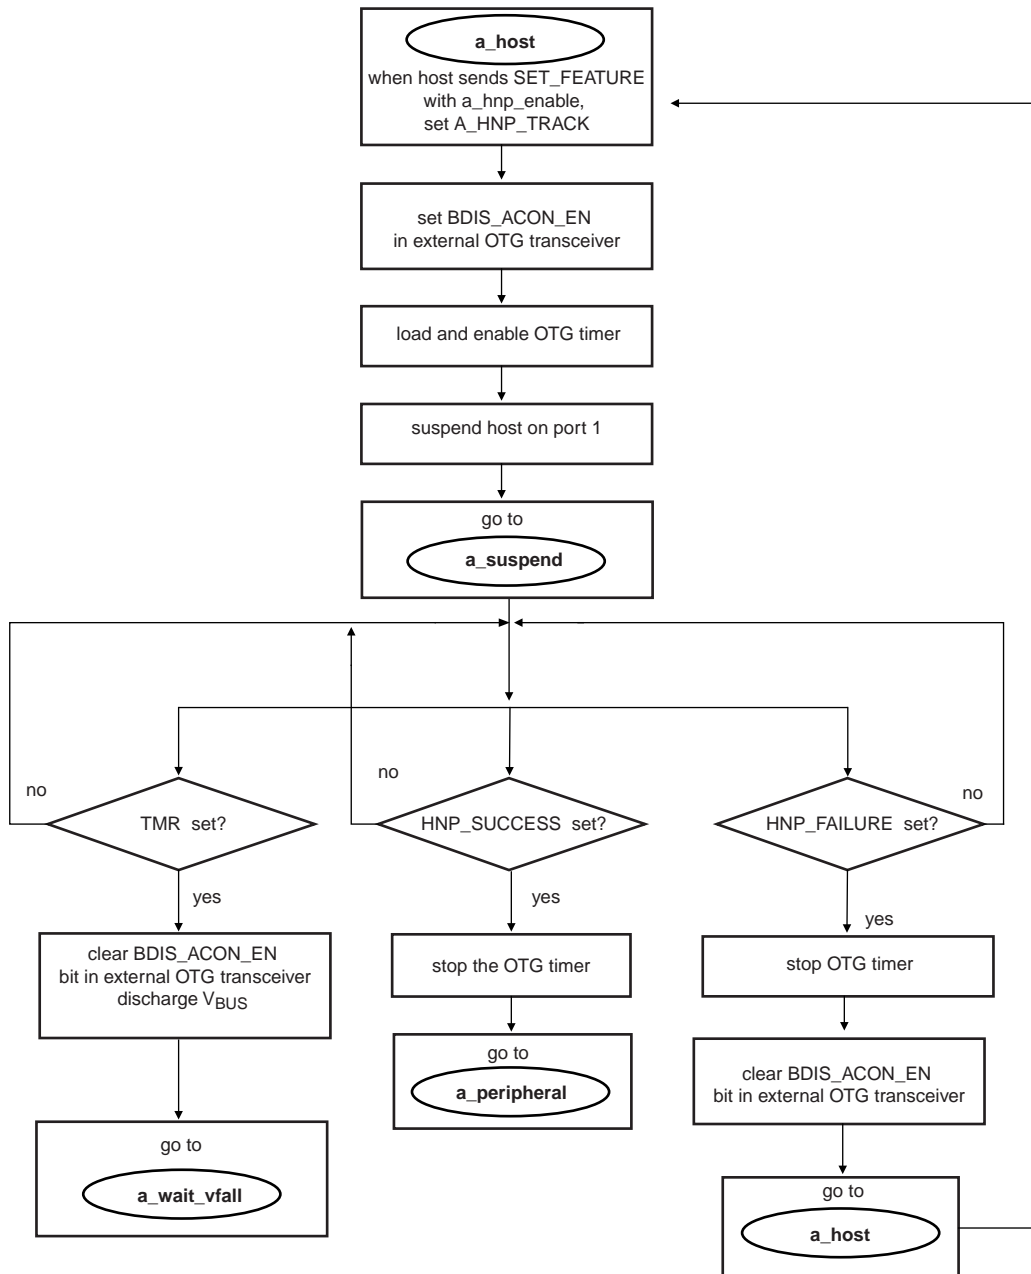 a_host
when host sends SET_FEATURE
with a_hnp_enable,
set A_HNP_TRACK
set BDIS_ACON_EN
in external OTG transceiver
load and enable OTG timer
suspend host on port 1
go to
a_suspend
no
TMR set?
yes
no
HNP_SUCCESS set?
yes
no
HNP_FAILURE set?
yes
clear BDIS_ACON_EN
bit in external OTG transceiver
discharge VBUS
go to
a_wait_vfall
stop the OTG timer
go to
a_peripheral
stop OTG timer
clear BDIS_ACON_EN
bit in external OTG transceiver
go to
a_host